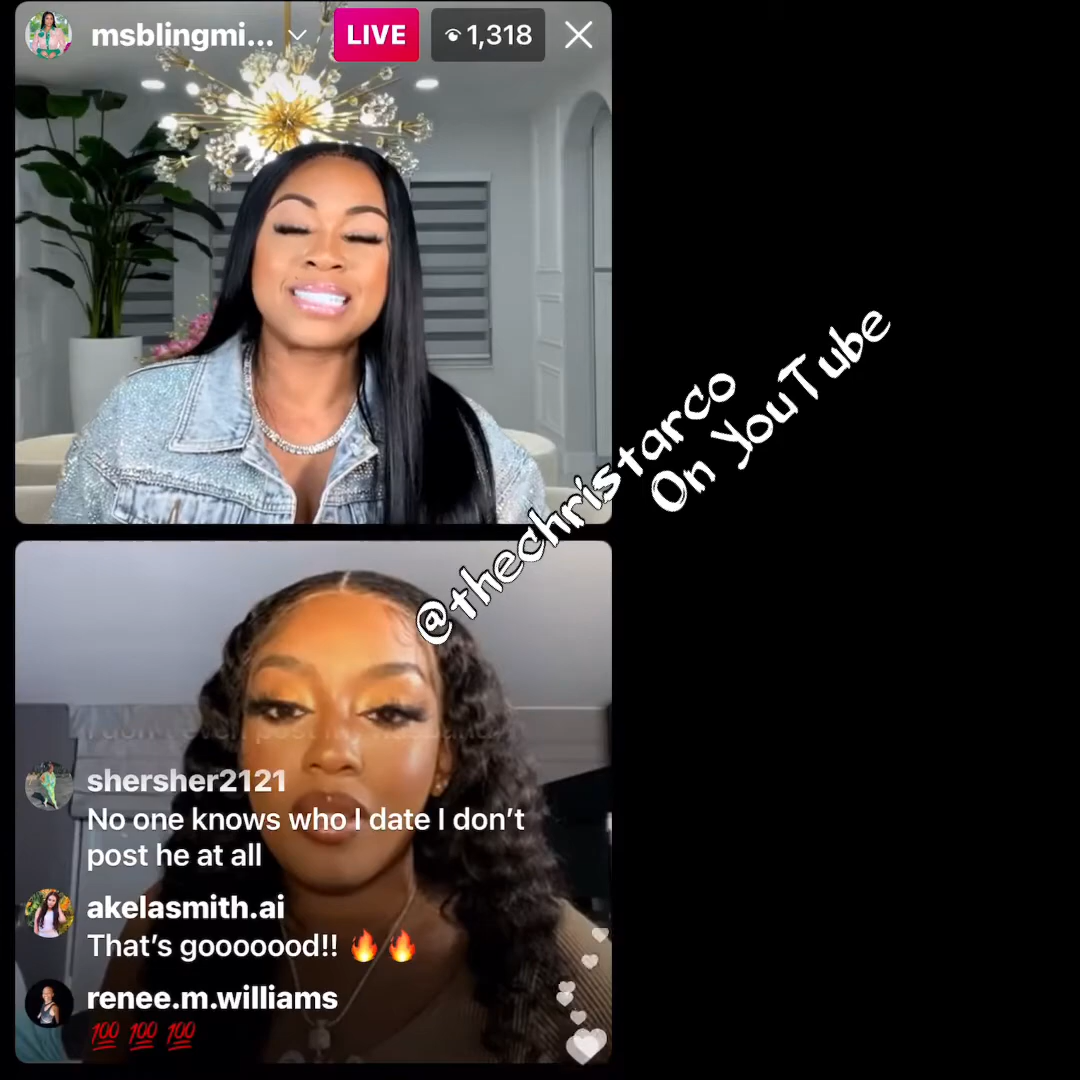 msblingmi...
LIVE
1,318
@thechristarco
On YouTube
shersher2121
No one knows who I date I don't
post he at all
akelasmith.ai
That's gooooood!! 🔥🔥
renee.m.williams
💯💯💯